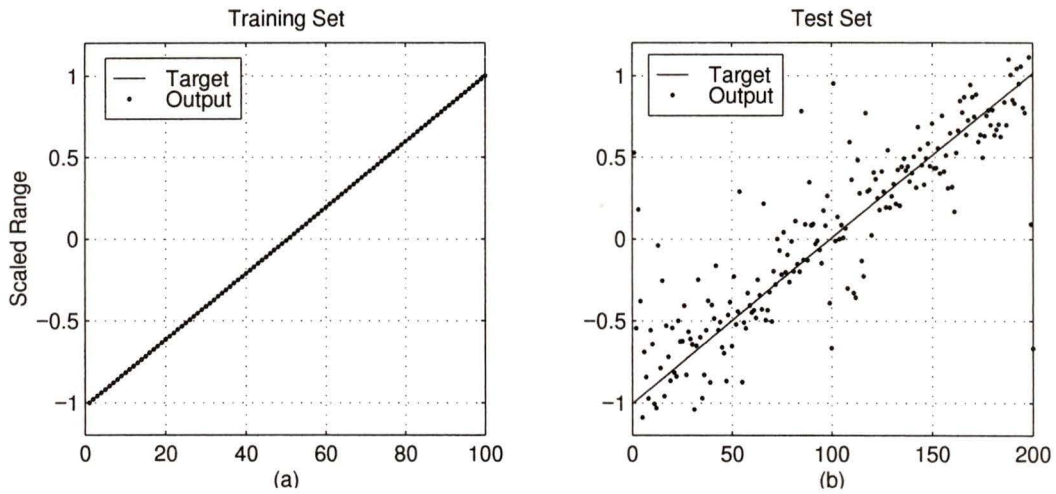 Training Set
Target
Output
Scaled Range
1
0.5
0
−0.5
−1
0 20 40 60 80 100
(a)
Test Set
Target
Output
1
0.5
0
−0.5
−1
0 50 100 150 200
(b)